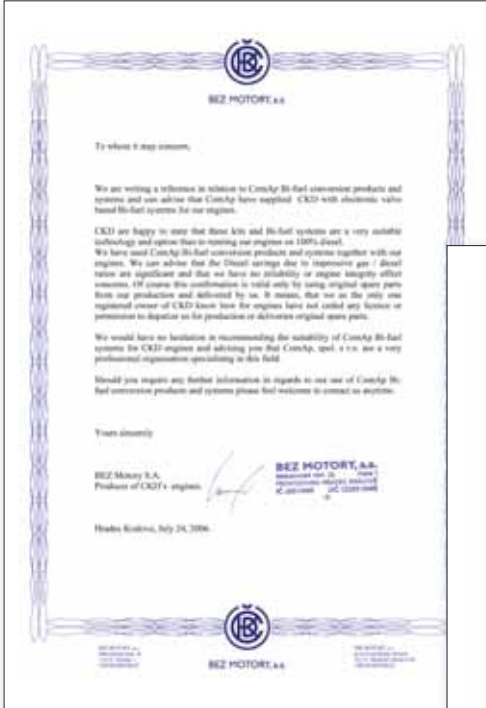 BEZ MOTORY, a.s.
To whom it may concern,
We are writing a reference in relation to ComAp Bi-fuel conversion products and
systems and can advise that ComAp have supplied CKD with electronic valve
based Bi-fuel systems for our engines.
CKD are happy to state that these kits and Bi-fuel systems are a very suitable
technology and option than to running our engines on 100% diesel.
We have used ComAp Bi-fuel conversion products and systems together with our
engines. We can advise that the Diesel savings due to impressive gas / diesel
ratios are significant and that we have no reliability or engine integrity effect
concerns. Of course this confirmation is valid only by using original spare parts
from our production and delivered by us. It means, that we as the only one
registered owner of CKD know how for engines have not ceded any licence or
permission to depatise us for production or deliveries original spare parts.
We would have no hesitation in recommending the suitability of ComAp Bi-fuel
systems for CKD engines and advising you that ComAp, spol. s r.o. are a very
professional organisation specialising in this field.
Should you require any further information in regards to our use of ComAp Bi-
fuel conversion products and systems please feel welcome to contact us anytime.
Yours sincerely
BEZ Motory S.A.
Producer of CKD's engines
BEZ MOTORY, a.s.
Hradec Kralove, July 24, 2006
BEZ MOTORY, a.s.